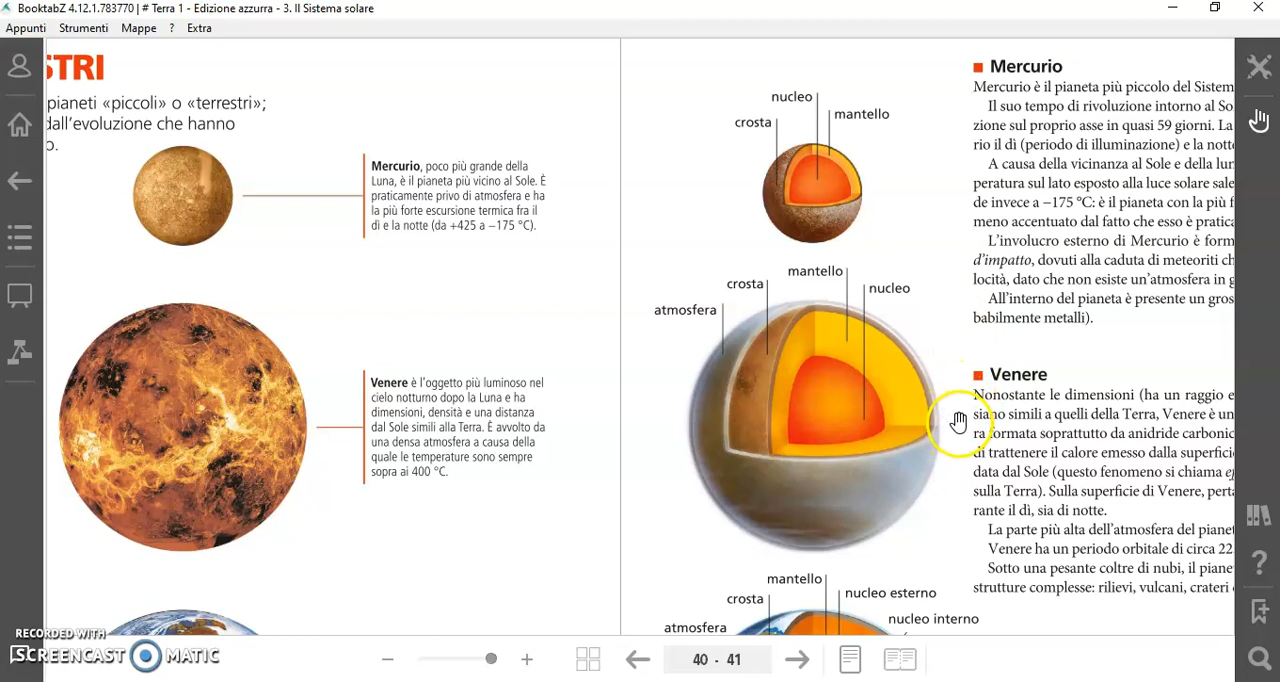 BooktabZ 4.12.1.783770 | # Terra 1 - Edizione azzurra - 3. Il Sistema solare
Appunti Strumenti Mappe ? Extra
STRI
pianeti «piccoli» o «terrestri»;
dall'evoluzione che hanno
o.
Mercurio, poco più grande della
Luna, è il pianeta più vicino al Sole. È
praticamente privo di atmosfera e ha
la più forte escursione termica fra il
dì e la notte (da +425 a −175 °C).
Venere è l'oggetto più luminoso nel
cielo notturno dopo la Luna e ha
dimensioni, densità e una distanza
dal Sole simili alla Terra. È avvolto da
una densa atmosfera a causa della
quale le temperature sono sempre
sopra ai 400 °C.
nucleo
mantello
crosta
mantello
crosta
nucleo
atmosfera
mantello
nucleo esterno
crosta
nucleo interno
atmosfera
Mercurio
Mercurio è il pianeta più piccolo del Sistem
Il suo tempo di rivoluzione intorno al So
zione sul proprio asse in quasi 59 giorni. La
rio il dì (periodo di illuminazione) e la notte
A causa della vicinanza al Sole e della lun
peratura sul lato esposto alla luce solare sale
de invece a −175 °C: è il pianeta con la più f
meno accentuato dal fatto che esso è pratica
L'involucro esterno di Mercurio è form
d'impatto, dovuti alla caduta di meteoriti ch
locità, dato che non esiste un'atmosfera in g
All'interno del pianeta è presente un gros
babilmente metalli).
Venere
Nonostante le dimensioni (ha un raggio e
siano simili a quelli della Terra, Venere è un
ra formata soprattutto da anidride carbonic
di trattenere il calore emesso dalla superficie
data dal Sole (questo fenomeno si chiama ef
sulla Terra). Sulla superficie di Venere, perta
rante il dì, sia di notte.
La parte più alta dell'atmosfera del pianet
Venere ha un periodo orbitale di circa 22
Sotto una pesante coltre di nubi, il piane
strutture complesse: rilievi, vulcani, crateri
RECORDED WITH
SCREENCAST MATIC
40 - 41